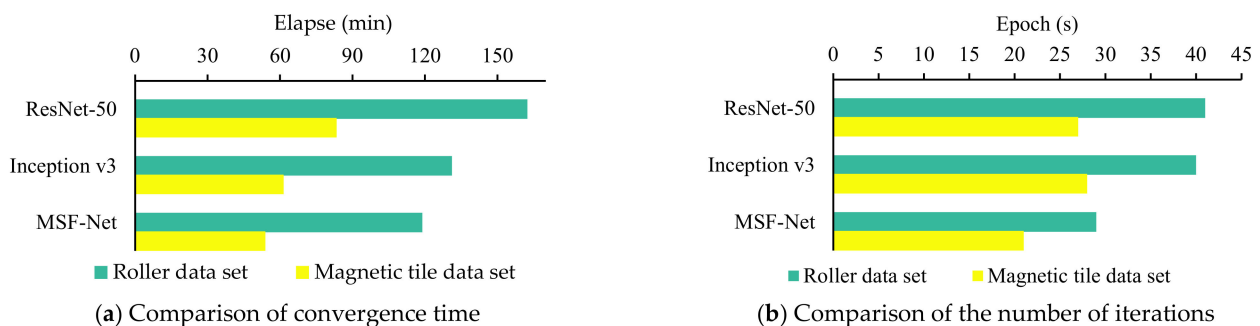 Elapse (min)
0 30 60 90 120 150
ResNet-50
Inception v3
MSF-Net
Roller data set Magnetic tile data set
(a) Comparison of convergence time
Epoch (s)
0 5 10 15 20 25 30 35 40 45
ResNet-50
Inception v3
MSF-Net
Roller data set Magnetic tile data set
(b) Comparison of the number of iterations